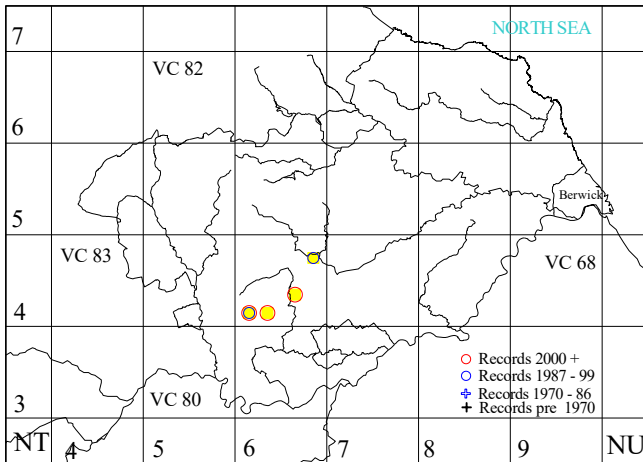 7
NORTH SEA
VC 82
6
Berwick
5
VC 83
VC 68
4
Records 2000 +
Records 1987 - 99
Records 1970 - 86
Records pre 1970
VC 80
3
NT 4 5 6 7 8 9 NU